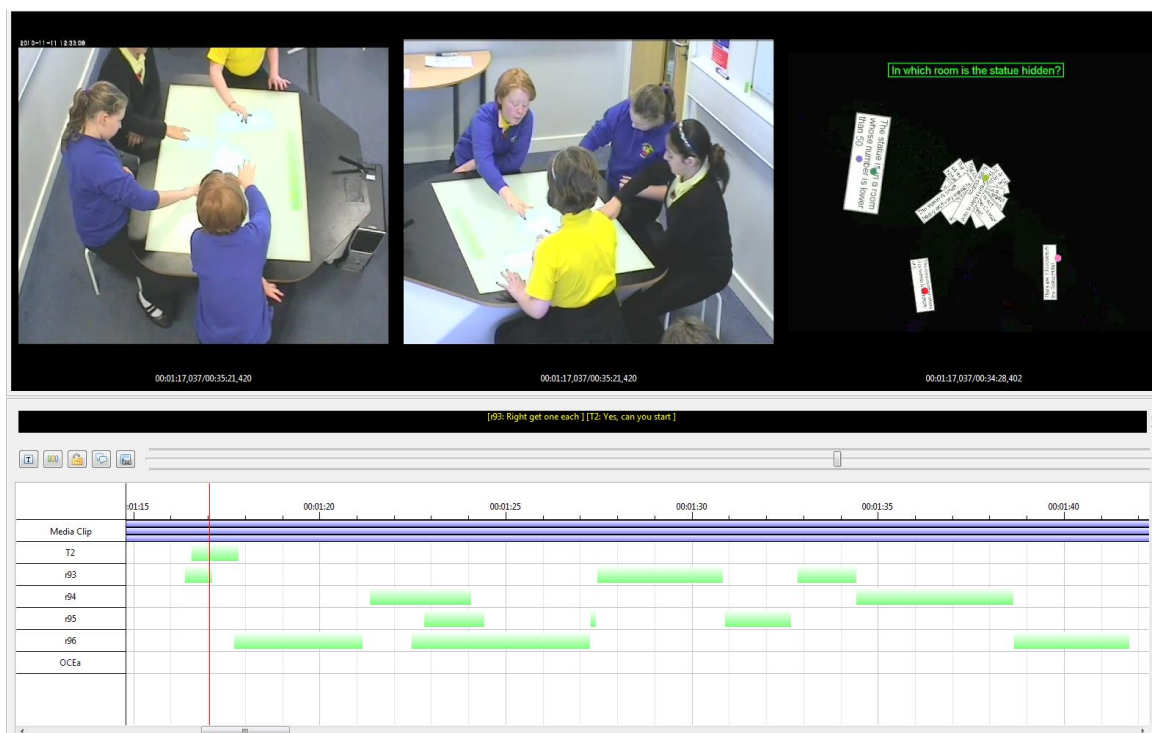 2013-11-11 12:33:08
In which room is the statue hidden?
The statue is in a room
whose number is lower
than 50
00:01:17,037/00:35:21,420
00:01:17,037/00:35:21,420
00:01:17,037/00:34:28,402
[r93: Right get one each ] [T2: Yes, can you start ]
:01:15
00:01:20
00:01:25
00:01:30
00:01:35
00:01:40
Media Clip
T2
r93
r94
r95
r96
OCEa